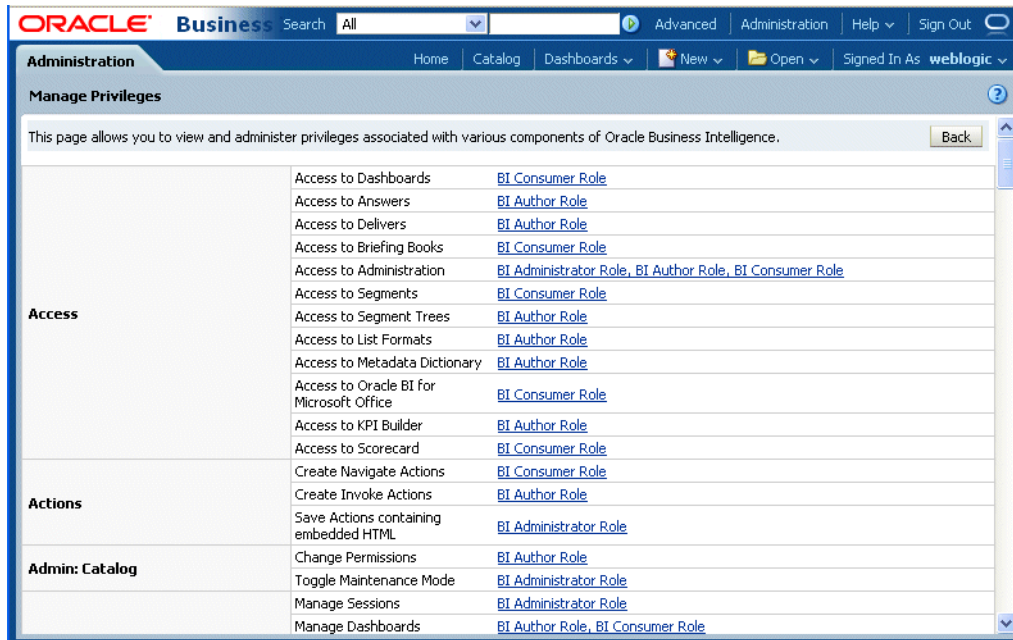 ORACLE Business Search All Advanced Administration Help Sign Out
Administration Home Catalog Dashboards New Open Signed In As weblogic
Manage Privileges
This page allows you to view and administer privileges associated with various components of Oracle Business Intelligence. Back
Access
Access to Dashboards BI Consumer Role
Access to Answers BI Author Role
Access to Delivers BI Author Role
Access to Briefing Books BI Consumer Role
Access to Administration BI Administrator Role, BI Author Role, BI Consumer Role
Access to Segments BI Consumer Role
Access to Segment Trees BI Author Role
Access to List Formats BI Author Role
Access to Metadata Dictionary BI Author Role
Access to Oracle BI for
Microsoft Office BI Consumer Role
Access to KPI Builder BI Author Role
Access to Scorecard BI Consumer Role
Actions
Create Navigate Actions BI Consumer Role
Create Invoke Actions BI Author Role
Save Actions containing
embedded HTML BI Administrator Role
Admin: Catalog
Change Permissions BI Author Role
Toggle Maintenance Mode BI Administrator Role
Manage Sessions BI Administrator Role
Manage Dashboards BI Author Role, BI Consumer Role